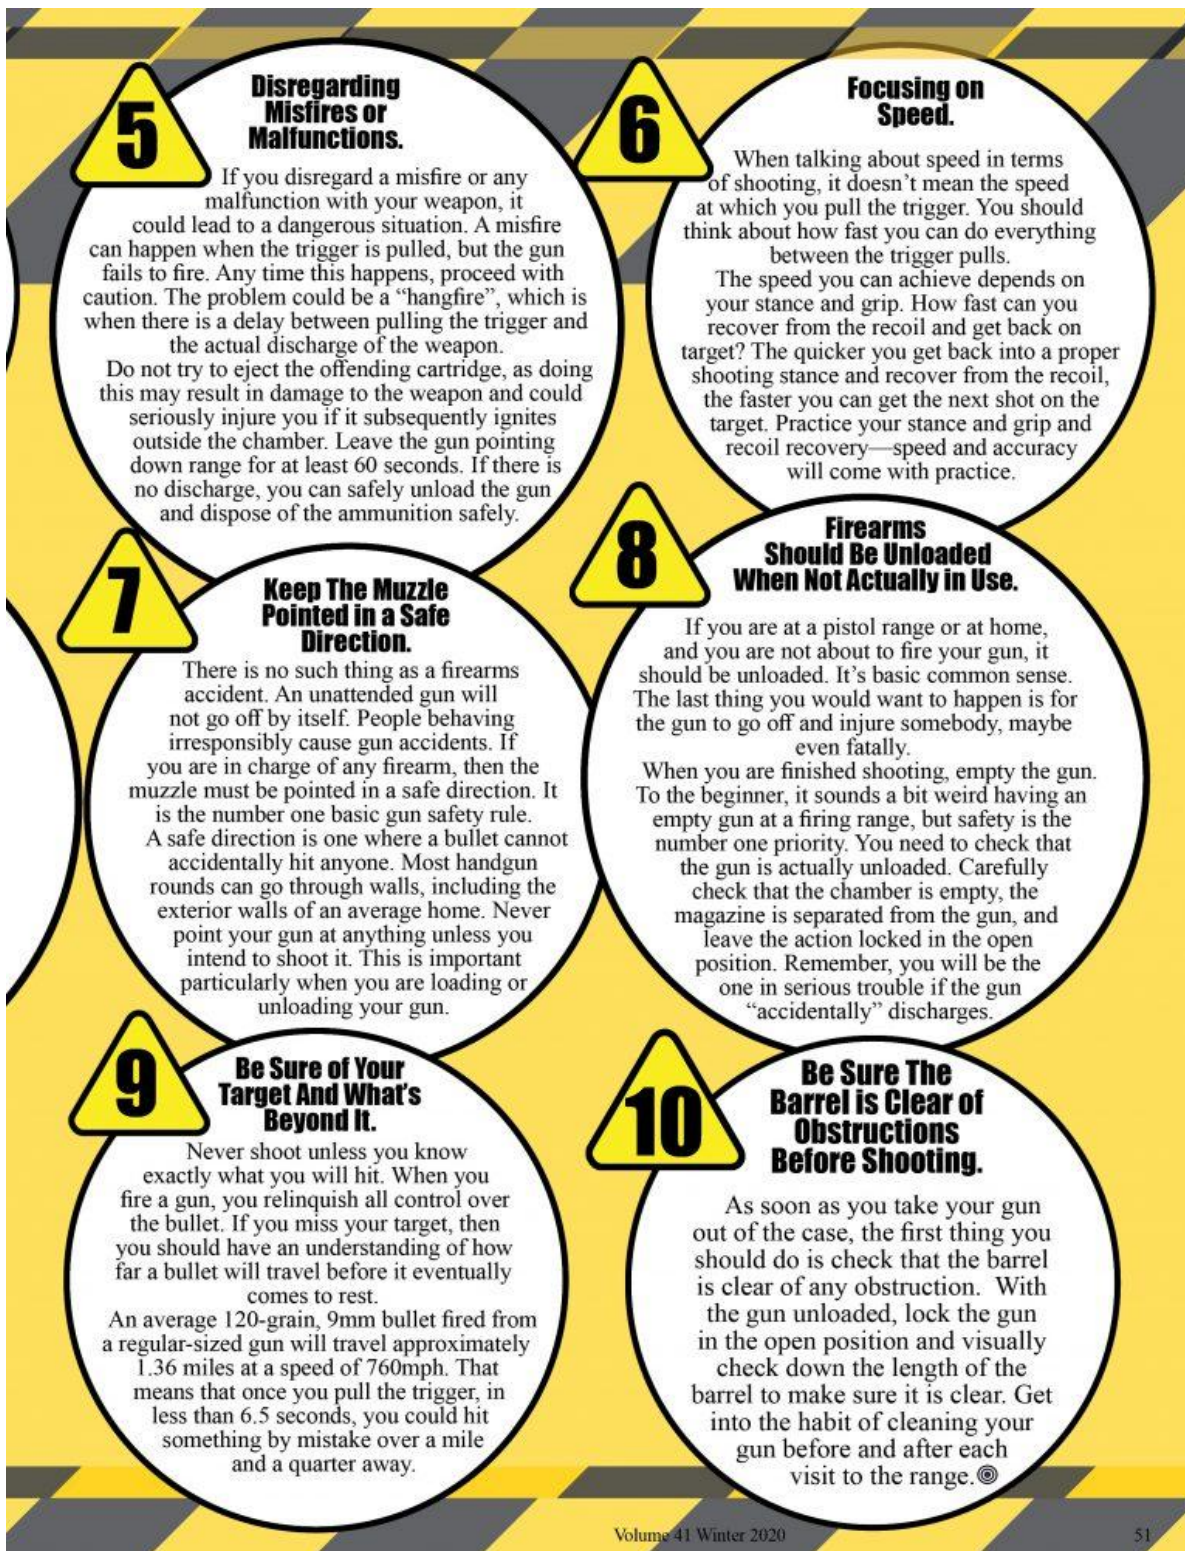 5
Disregarding
Misfires or
Malfunctions.
If you disregard a misfire or any
malfunction with your weapon, it
could lead to a dangerous situation. A misfire
can happen when the trigger is pulled, but the gun
fails to fire. Any time this happens, proceed with
caution. The problem could be a “hangfire”, which is
when there is a delay between pulling the trigger and
the actual discharge of the weapon.
Do not try to eject the offending cartridge, as doing
this may result in damage to the weapon and could
seriously injure you if it subsequently ignites
outside the chamber. Leave the gun pointing
down range for at least 60 seconds. If there is
no discharge, you can safely unload the gun
and dispose of the ammunition safely.
6
Focusing on
Speed.
When talking about speed in terms
of shooting, it doesn’t mean the speed
at which you pull the trigger. You should
think about how fast you can do everything
between the trigger pulls.
The speed you can achieve depends on
your stance and grip. How fast can you
recover from the recoil and get back on
target? The quicker you get back into a proper
shooting stance and recover from the recoil,
the faster you can get the next shot on the
target. Practice your stance and grip and
recoil recovery—speed and accuracy
will come with practice.
7
Keep The Muzzle
Pointed in a Safe
Direction.
There is no such thing as a firearms
accident. An unattended gun will
not go off by itself. People behaving
irresponsibly cause gun accidents. If
you are in charge of any firearm, then the
muzzle must be pointed in a safe direction. It
is the number one basic gun safety rule.
A safe direction is one where a bullet cannot
accidentally hit anyone. Most handgun
rounds can go through walls, including the
exterior walls of an average home. Never
point your gun at anything unless you
intend to shoot it. This is important
particularly when you are loading or
unloading your gun.
8
Firearms
Should Be Unloaded
When Not Actually in Use.
If you are at a pistol range or at home,
and you are not about to fire your gun, it
should be unloaded. It’s basic common sense.
The last thing you would want to happen is for
the gun to go off and injure somebody, maybe
even fatally.
When you are finished shooting, empty the gun.
To the beginner, it sounds a bit weird having an
empty gun at a firing range, but safety is the
number one priority. You need to check that
the gun is actually unloaded. Carefully
check that the chamber is empty, the
magazine is separated from the gun, and
leave the action locked in the open
position. Remember, you will be the
one in serious trouble if the gun
“accidentally” discharges.
9
Be Sure of Your
Target And What’s
Beyond It.
Never shoot unless you know
exactly what you will hit. When you
fire a gun, you relinquish all control over
the bullet. If you miss your target, then
you should have an understanding of how
far a bullet will travel before it eventually
comes to rest.
An average 120-grain, 9mm bullet fired from
a regular-sized gun will travel approximately
1.36 miles at a speed of 760mph. That
means that once you pull the trigger, in
less than 6.5 seconds, you could hit
something by mistake over a mile
and a quarter away.
10
Be Sure The
Barrel is Clear of
Obstructions
Before Shooting.
As soon as you take your gun
out of the case, the first thing you
should do is check that the barrel
is clear of any obstruction.  With
the gun unloaded, lock the gun
in the open position and visually
check down the length of the
barrel to make sure it is clear. Get
into the habit of cleaning your
gun before and after each
visit to the range.
Volume 41 Winter 2020
51